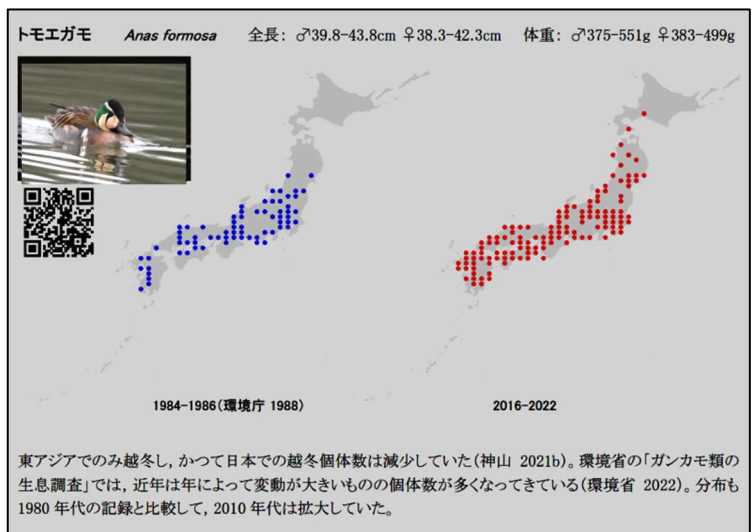 トモエガモ Anas formosa 全長: ♂39.8-43.8cm ♀38.3-42.3cm 体重: ♂375-551g ♀383-499g
1984-1986(環境庁 1988)
2016-2022
東アジアでのみ越冬し，かつて日本での越冬個体数は減少していた(神山 2021b)。環境省の「ガンカモ類の
生息調査」では，近年は年によって変動が大きいものの個体数が多くなってきている(環境省 2022)。分布も
1980 年代の記録と比較して，2010 年代は拡大していた。